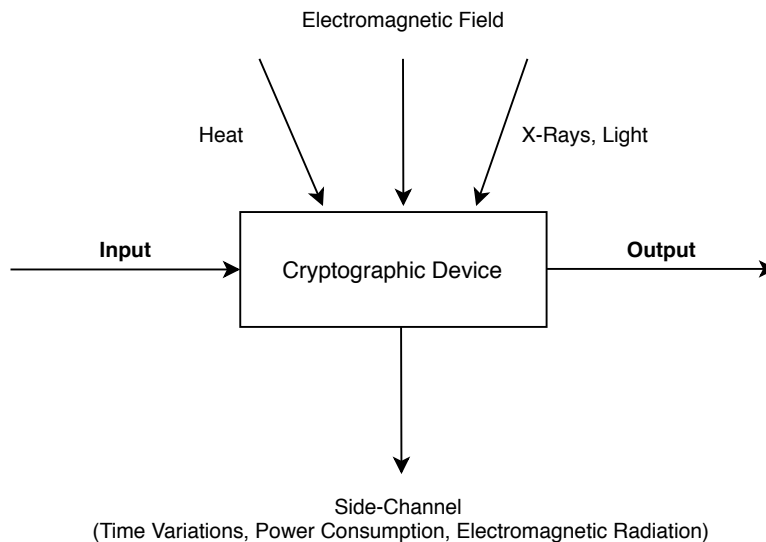 Electromagnetic Field
Heat
X-Rays, Light
Input
Cryptographic Device
Output
Side-Channel
(Time Variations, Power Consumption, Electromagnetic Radiation)